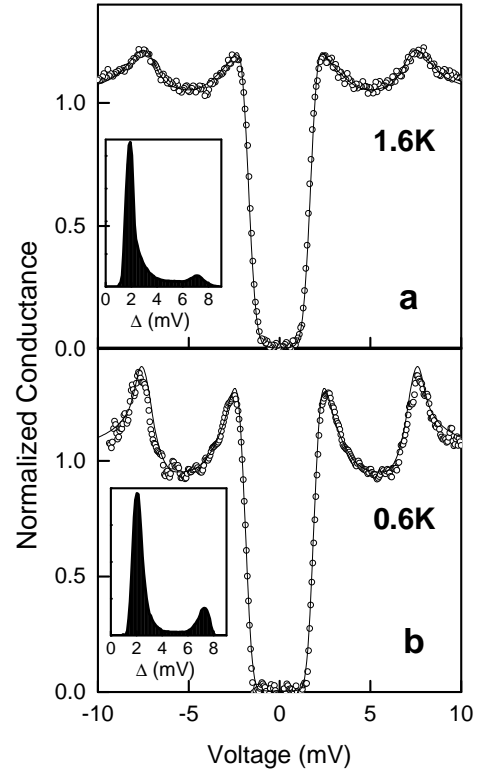 1.0
0.5
0.0
1.6K
a
0 2 4 6 8
Δ (mV)
Normalized Conductance
1.0
0.5
0.0
0.6K
b
0 2 4 6 8
Δ (mV)
-10 -5 0 5 10
Voltage (mV)